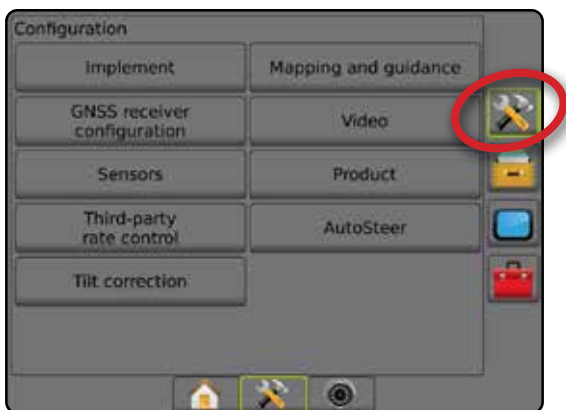 Configuration
Implement
Mapping and guidance
GNSS receiver
configuration
Video
Sensors
Product
Third-party
rate control
AutoSteer
Tilt correction